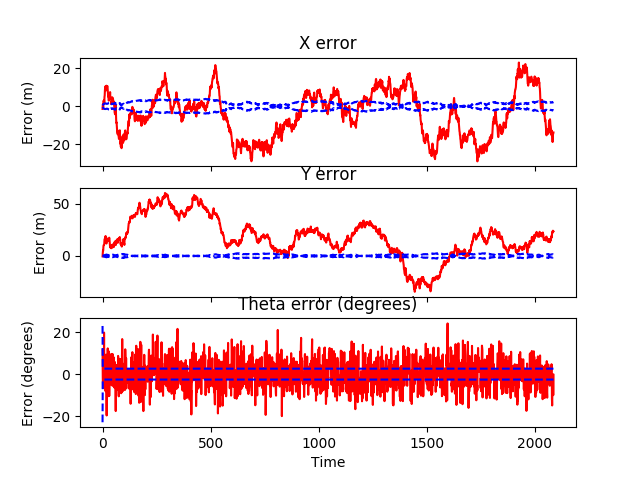 X error
Error (m)
20
0
−20
Y error
Error (m)
50
0
Theta error (degrees)
Error (degrees)
20
0
−20
0 500 1000 1500 2000
Time